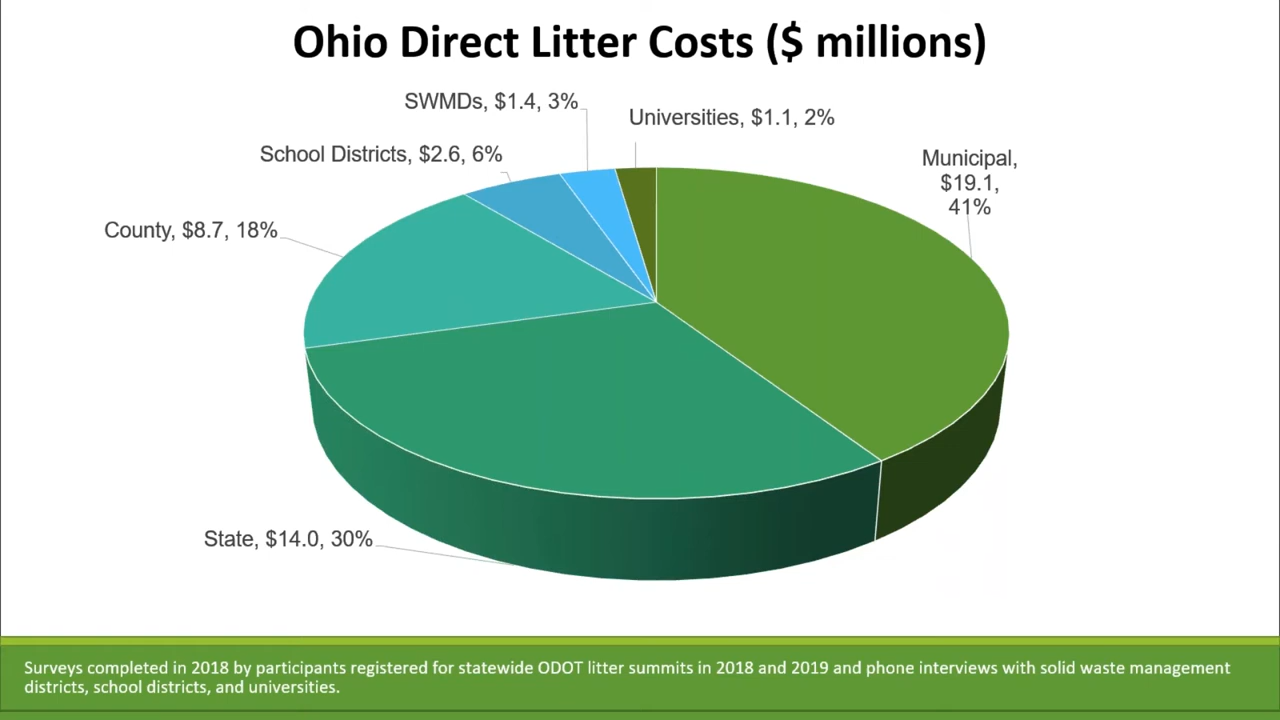 Ohio Direct Litter Costs ($ millions)
SWMDs, $1.4, 3%
Universities, $1.1, 2%
School Districts, $2.6, 6%
Municipal,
$19.1,
41%
County, $8.7, 18%
State, $14.0, 30%
Surveys completed in 2018 by participants registered for statewide ODOT litter summits in 2018 and 2019 and phone interviews with solid waste management
districts, school districts, and universities.